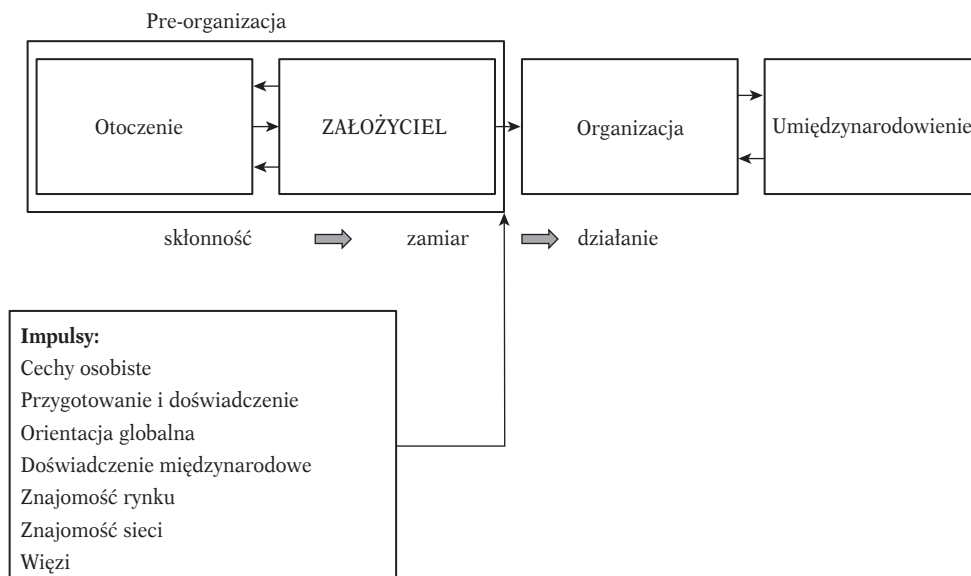 Pre-organizacja
Otoczenie
ZAŁOŻYCIEL
Organizacja
Umiędzynarodowienie
skłonność
zamiar
działanie
Impulsy:
Cechy osobiste
Przygotowanie i doświadczenie
Orientacja globalna
Doświadczenie międzynarodowe
Znajomość rynku
Znajomość sieci
Więzi